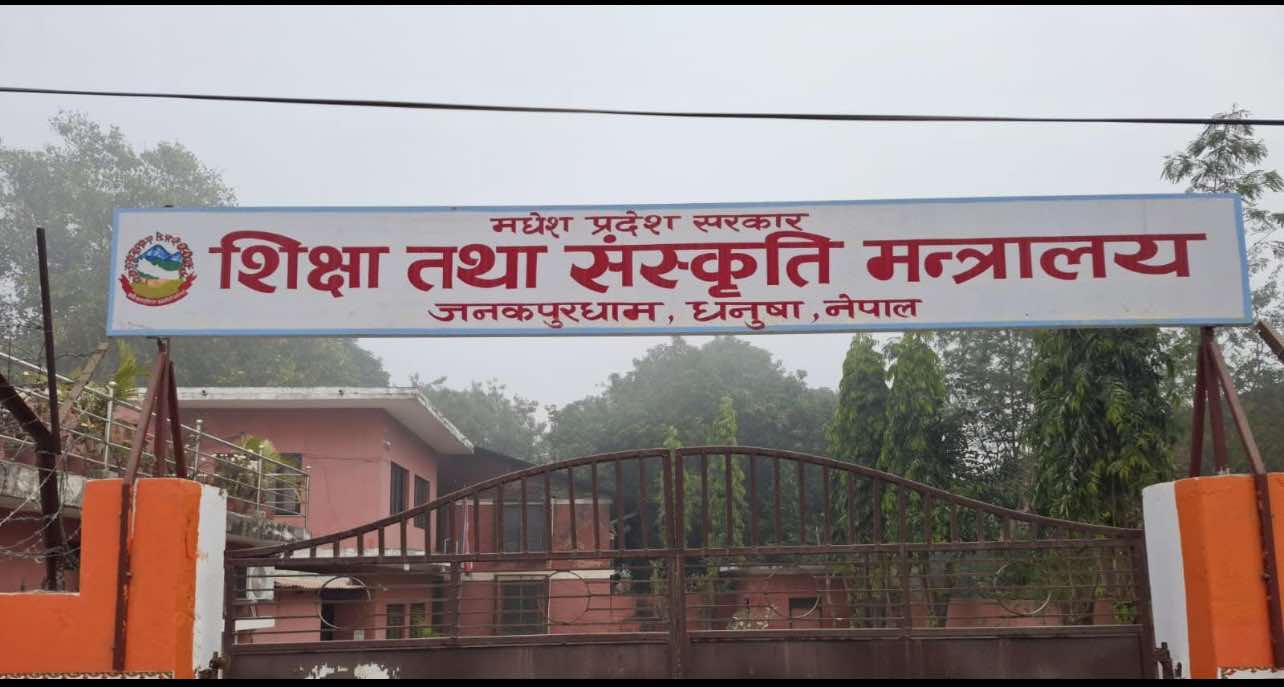 मधेश प्रदेश सरकार
शिक्षा तथा संस्कृति मन्त्रालय
जनकपुरधाम, धनुषा, नेपाल